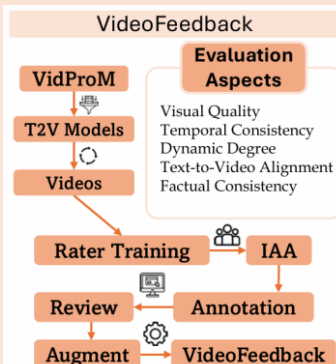 VideoFeedback
Evaluation
Aspects
VidProM
T2V Models
Videos
Visual Quality
Temporal Consistency
Dynamic Degree
Text-to-Video Alignment
Factual Consistency
Rater Training
IAA
Review
Annotation
Augment
VideoFeedback